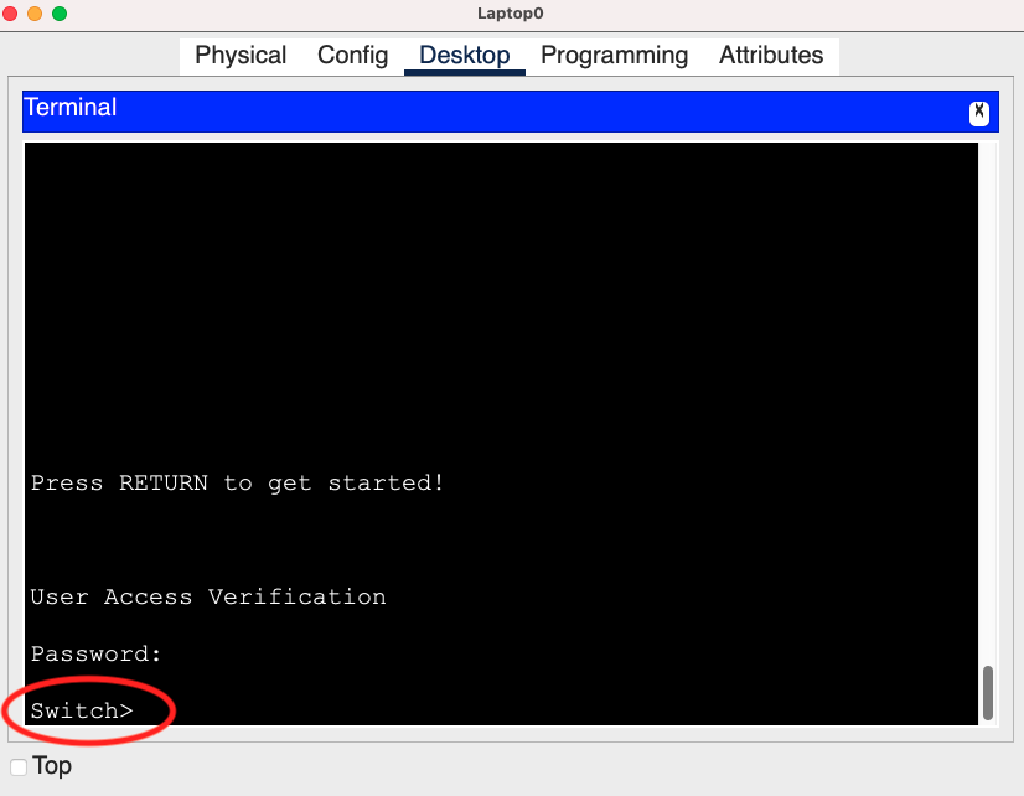 Laptop0
Physical Config Desktop Programming Attributes
Terminal
X
Press RETURN to get started!
User Access Verification
Password:
Switch>
Top